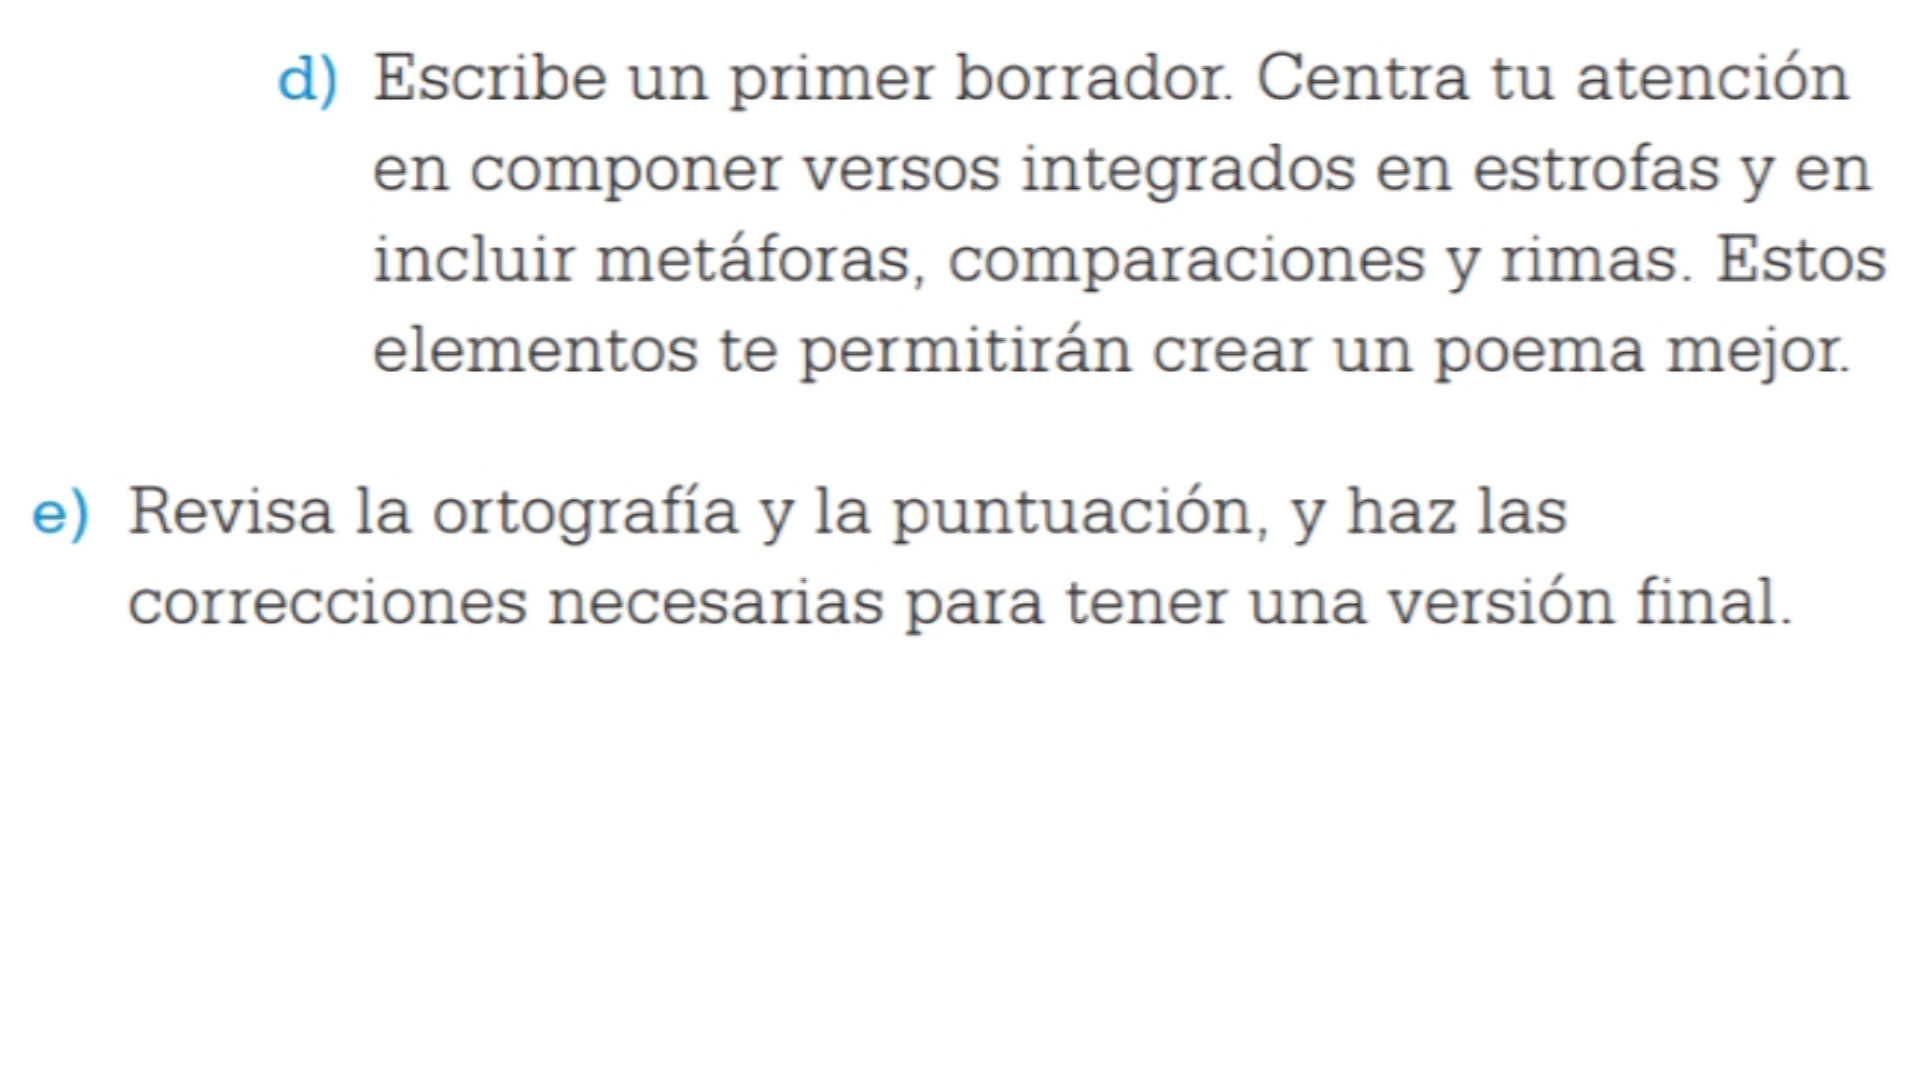 d) Escribe un primer borrador. Centra tu atención
en componer versos integrados en estrofas y en
incluir metáforas, comparaciones y rimas. Estos
elementos te permitirán crear un poema mejor.
e) Revisa la ortografía y la puntuación, y haz las
correcciones necesarias para tener una versión final.